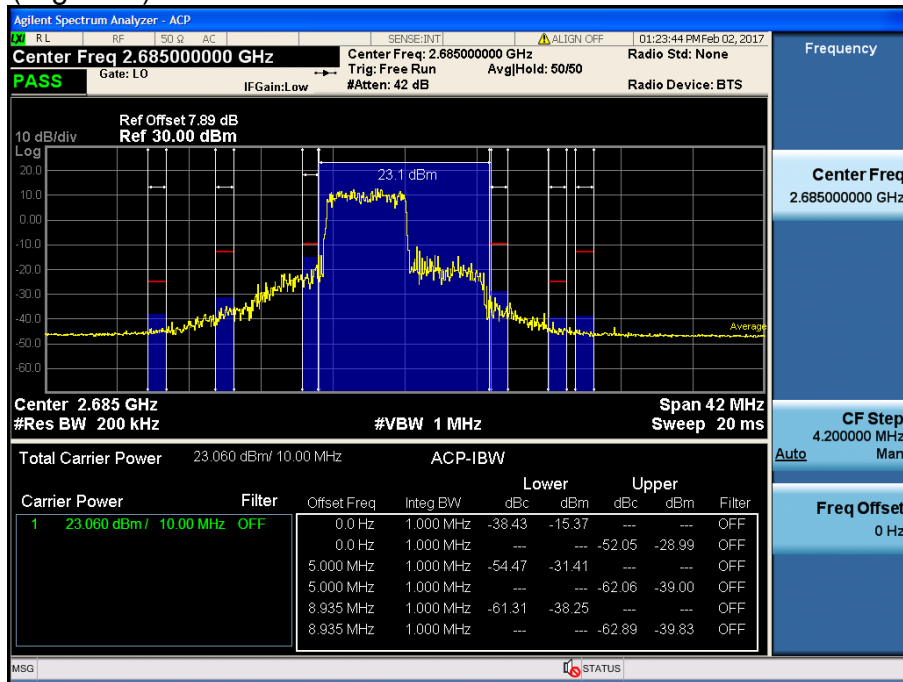 Agilent Spectrum Analyzer - ACP
LXI RL RF 50 Ω AC SENSE:INT ALIGN OFF 01:23:44 PM Feb 02, 2017
Center Freq 2.685000000 GHz Center Freq: 2.685000000 GHz Radio Std: None
PASS Gate: LO Trig: Free Run Avg|Hold: 50/50
IFGain:Low #Atten: 42 dB Radio Device: BTS
Ref Offset 7.89 dB
10 dB/div Ref 30.00 dBm
Log
23.1 dBm
20.0
10.0
0.00
-10.0
-20.0
-30.0
-40.0
-50.0
-60.0
Average
Center 2.685 GHz Span 42 MHz
#Res BW 200 kHz #VBW 1 MHz Sweep 20 ms
Total Carrier Power 23.060 dBm/ 10.00 MHz ACP-IBW
Lower Upper
Carrier Power Filter Offset Freq Integ BW dBc dBm dBc dBm Filter
1 23.060 dBm / 10.00 MHz OFF 0.0 Hz 1.000 MHz -38.43 -15.37 --- --- OFF
0.0 Hz 1.000 MHz --- --- -52.05 -28.99 OFF
5.000 MHz 1.000 MHz -54.47 -31.41 --- --- OFF
5.000 MHz 1.000 MHz --- --- -62.06 -39.00 OFF
8.935 MHz 1.000 MHz -61.31 -38.25 --- --- OFF
8.935 MHz 1.000 MHz --- --- -62.89 -39.83 OFF
MSG STATUS
Frequency
Center Freq
2.685000000 GHz
CF Step
4.200000 MHz
Auto Man
Freq Offset
0 Hz